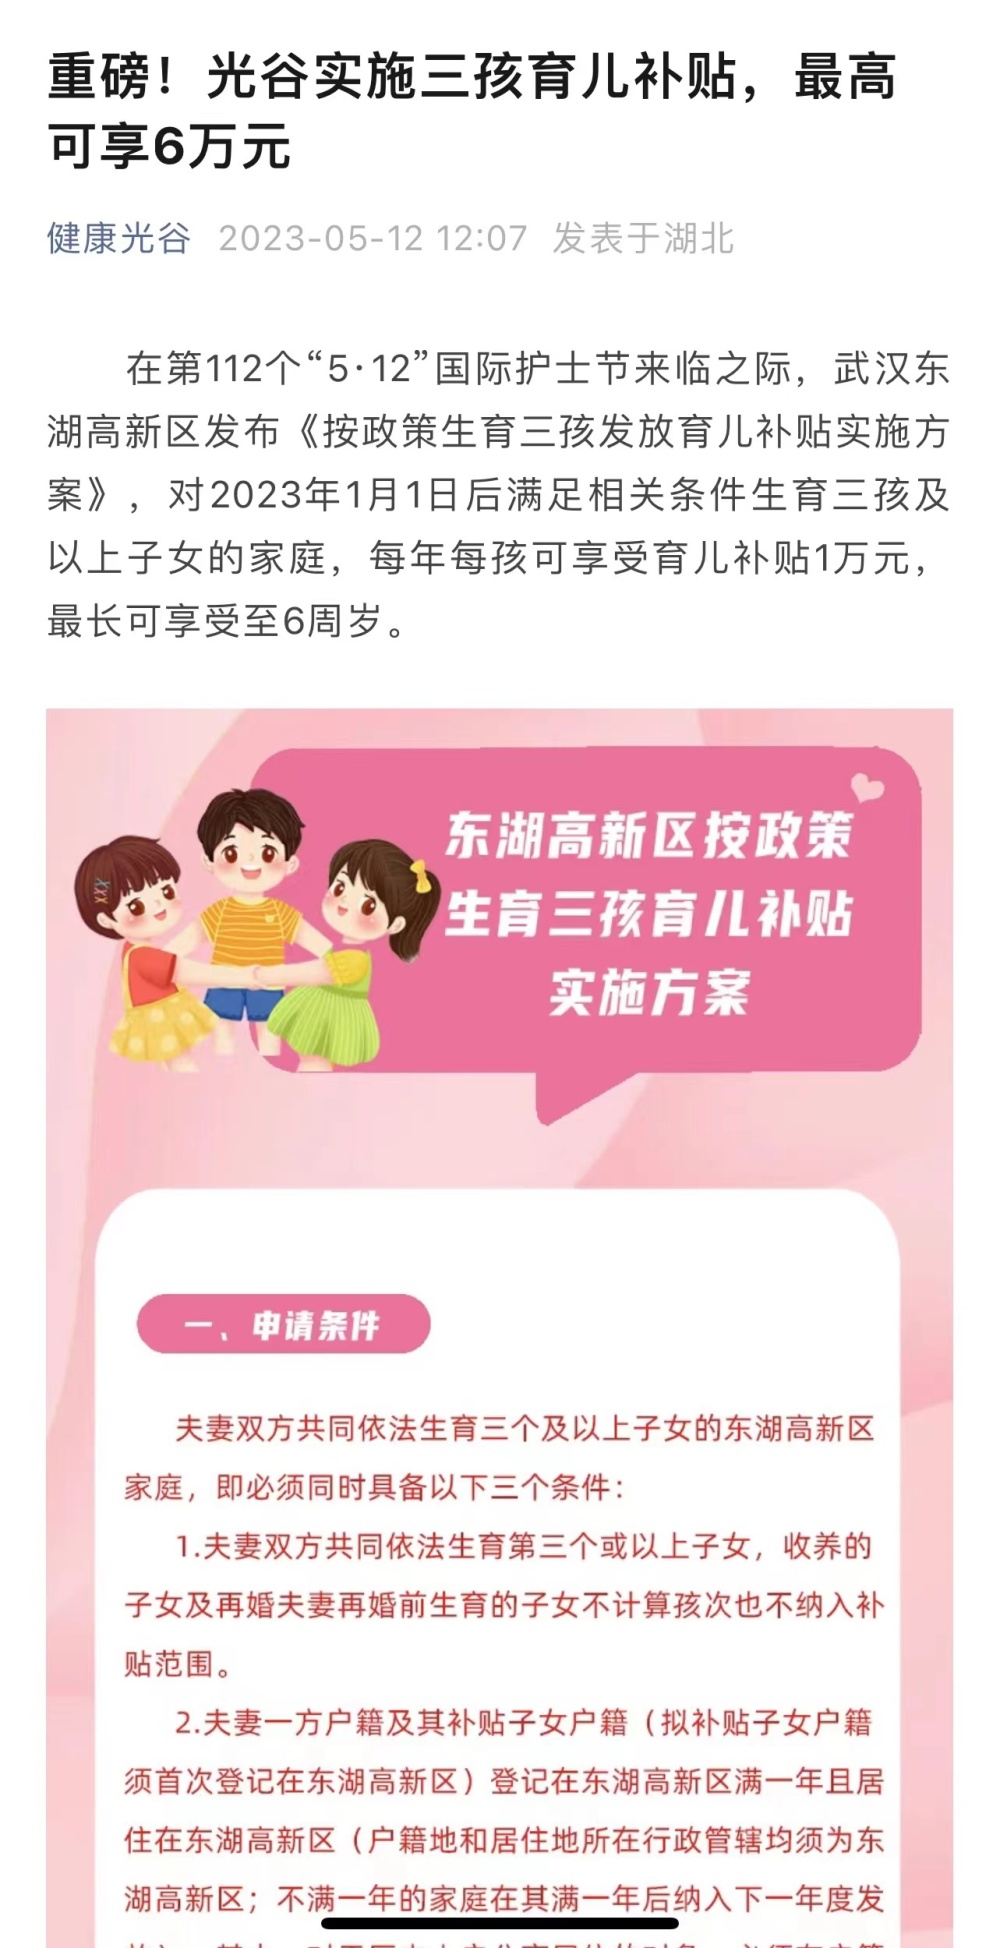 重磅！光谷实施三孩育儿补贴，最高
可享6万元
健康光谷 2023-05-12 12:07 发表于湖北
在第112个“5·12”国际护士节来临之际，武汉东
湖高新区发布《按政策生育三孩发放育儿补贴实施方
案》，对2023年1月1日后满足相关条件生育三孩及
以上子女的家庭，每年每孩可享受育儿补贴1万元，
最长可享受至6周岁。
东湖高新区按政策
生育三孩育儿补贴
实施方案
一、申请条件
夫妻双方共同依法生育三个及以上子女的东湖高新区
家庭，即必须同时具备以下三个条件：
1.夫妻双方共同依法生育第三个或以上子女，收养的
子女及再婚夫妻再婚前生育的子女不计算孩次也不纳入补
贴范围。
2.夫妻一方户籍及其补贴子女户籍（拟补贴子女户籍
须首次登记在东湖高新区）登记在东湖高新区满一年且居
住在东湖高新区（户籍地和居住地所在行政管辖均须为东
湖高新区；不满一年的家庭在其满一年后纳入下一年度发